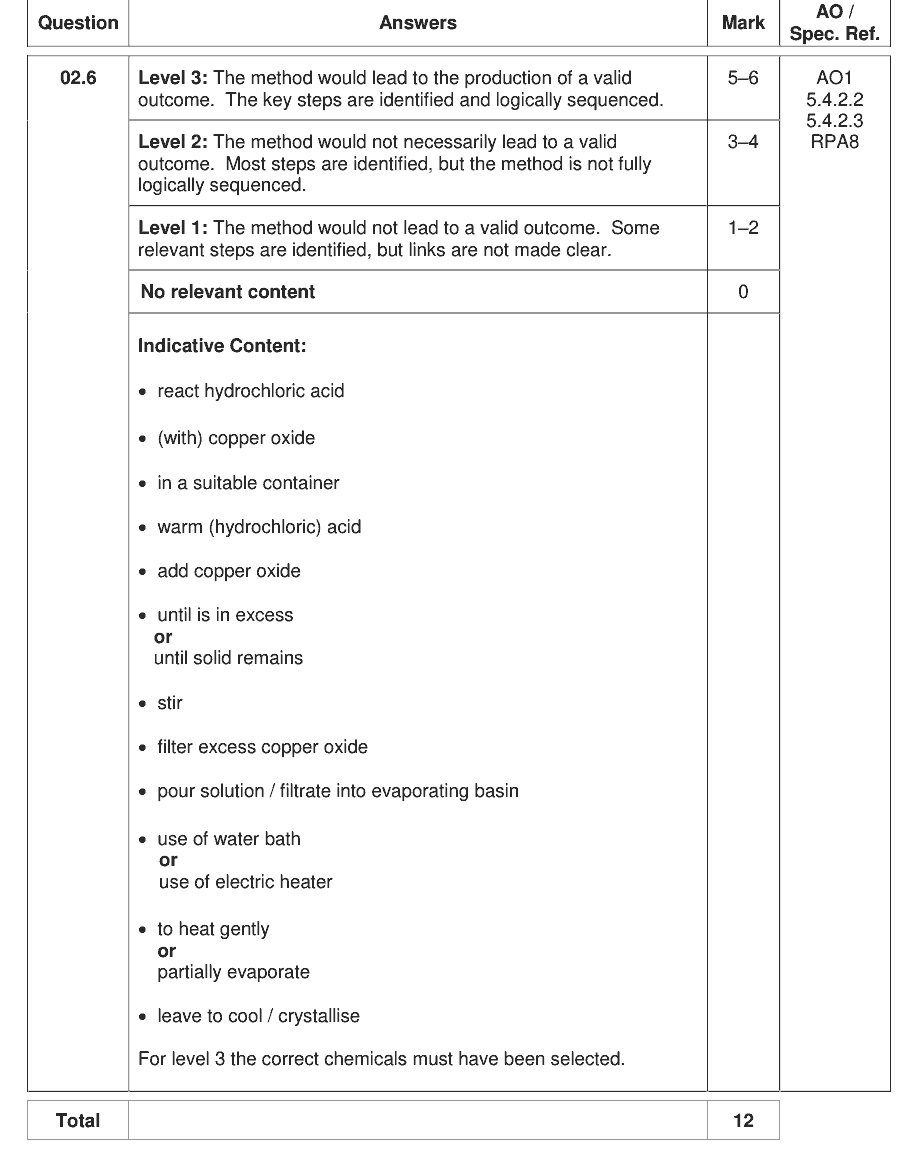 Question Answers Mark AO /
Spec. Ref.
02.6 Level 3: The method would lead to the production of a valid 5–6 AO1
outcome. The key steps are identified and logically sequenced. 5.4.2.2
5.4.2.3
Level 2: The method would not necessarily lead to a valid 3–4 RPA8
outcome. Most steps are identified, but the method is not fully
logically sequenced.
Level 1: The method would not lead to a valid outcome. Some 1–2
relevant steps are identified, but links are not made clear.
No relevant content 0
Indicative Content:
• react hydrochloric acid
• (with) copper oxide
• in a suitable container
• warm (hydrochloric) acid
• add copper oxide
• until is in excess
or
until solid remains
• stir
• filter excess copper oxide
• pour solution / filtrate into evaporating basin
• use of water bath
or
use of electric heater
• to heat gently
or
partially evaporate
• leave to cool / crystallise
For level 3 the correct chemicals must have been selected.
Total 12